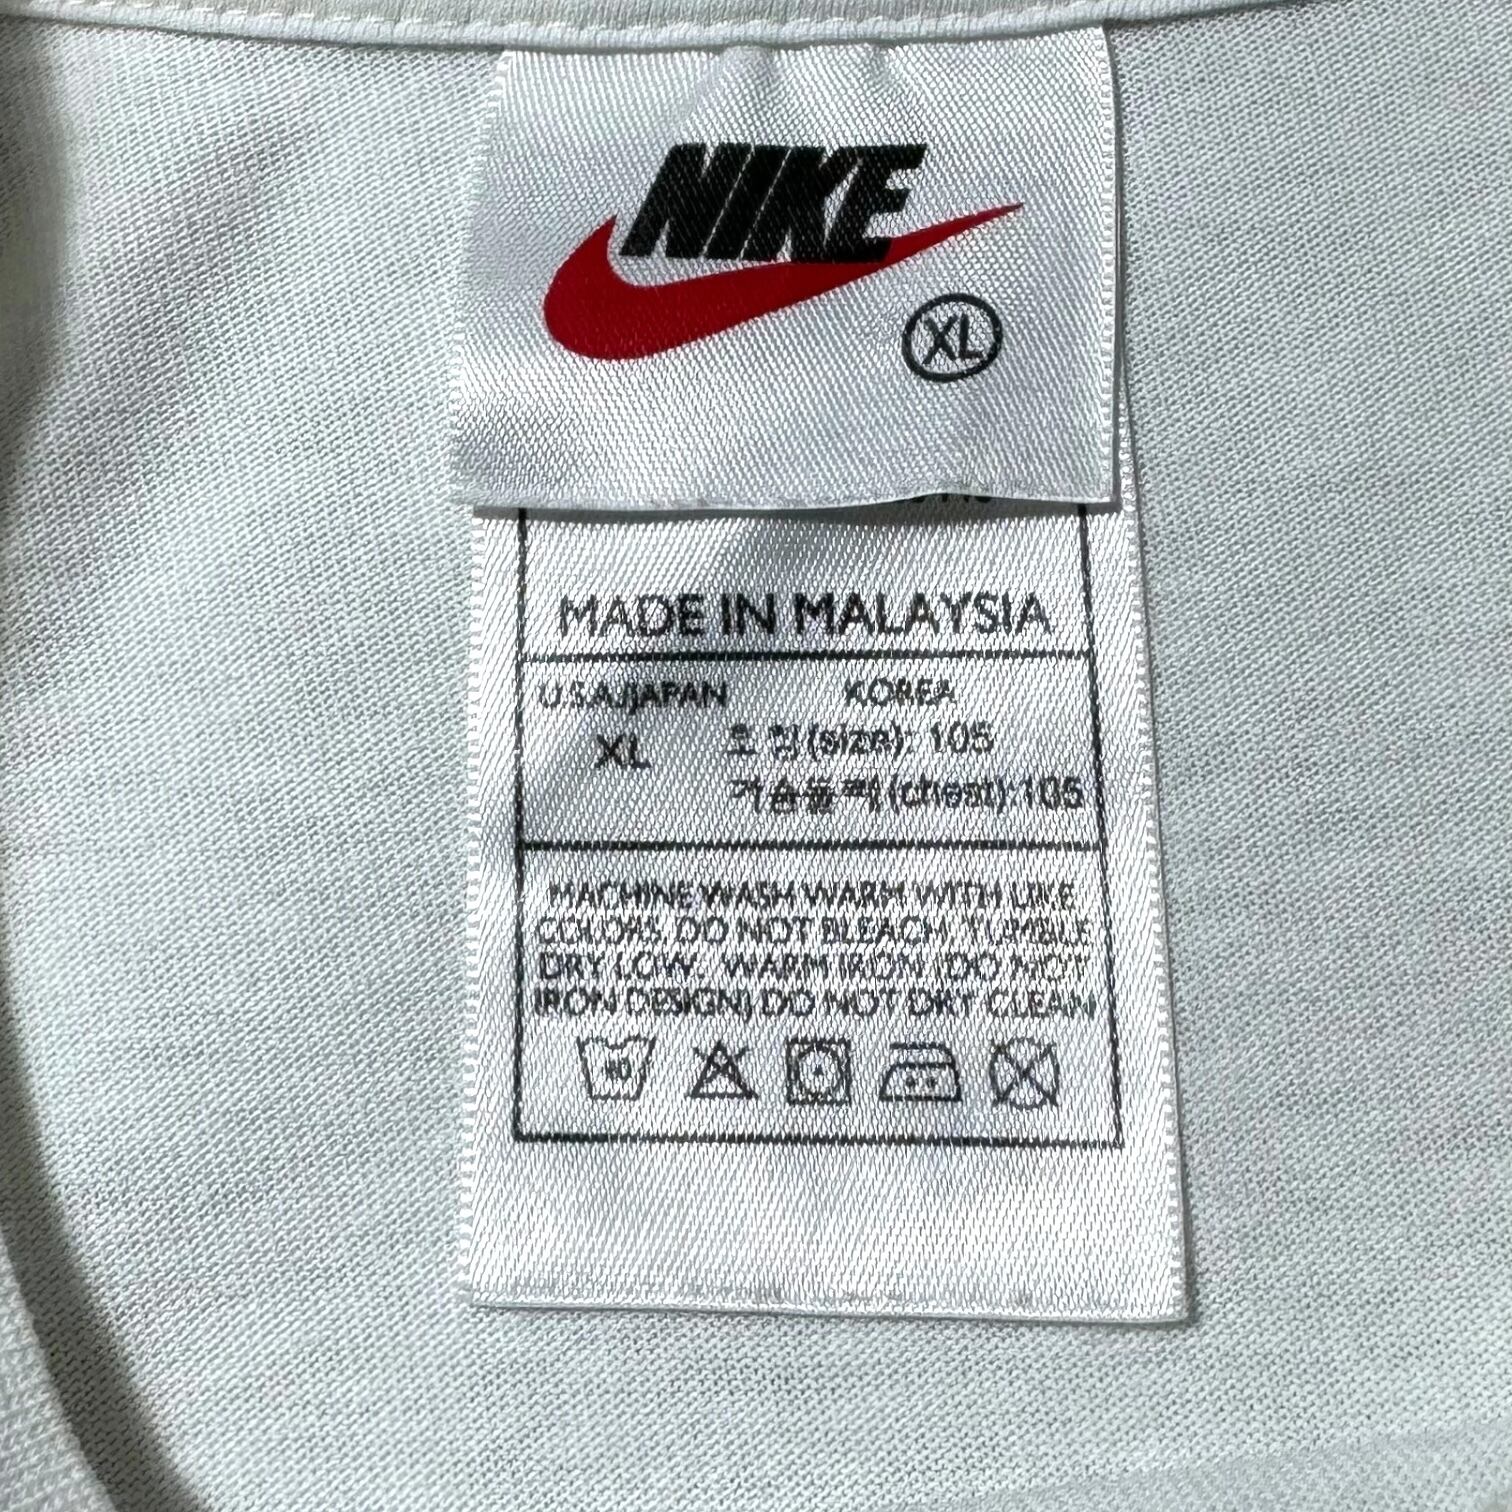 NIKE
XL
MADE IN MALAYSIA
U.S.A./JAPAN KOREA
XL 호칭(size): 105
가슴둘레(chest):105
MACHINE WASH WARM WITH LIKE
COLORS. DO NOT BLEACH. TUMBLE
DRY LOW. WARM IRON. (DO NOT
IRON DESIGN) DO NOT DRY CLEAN
40